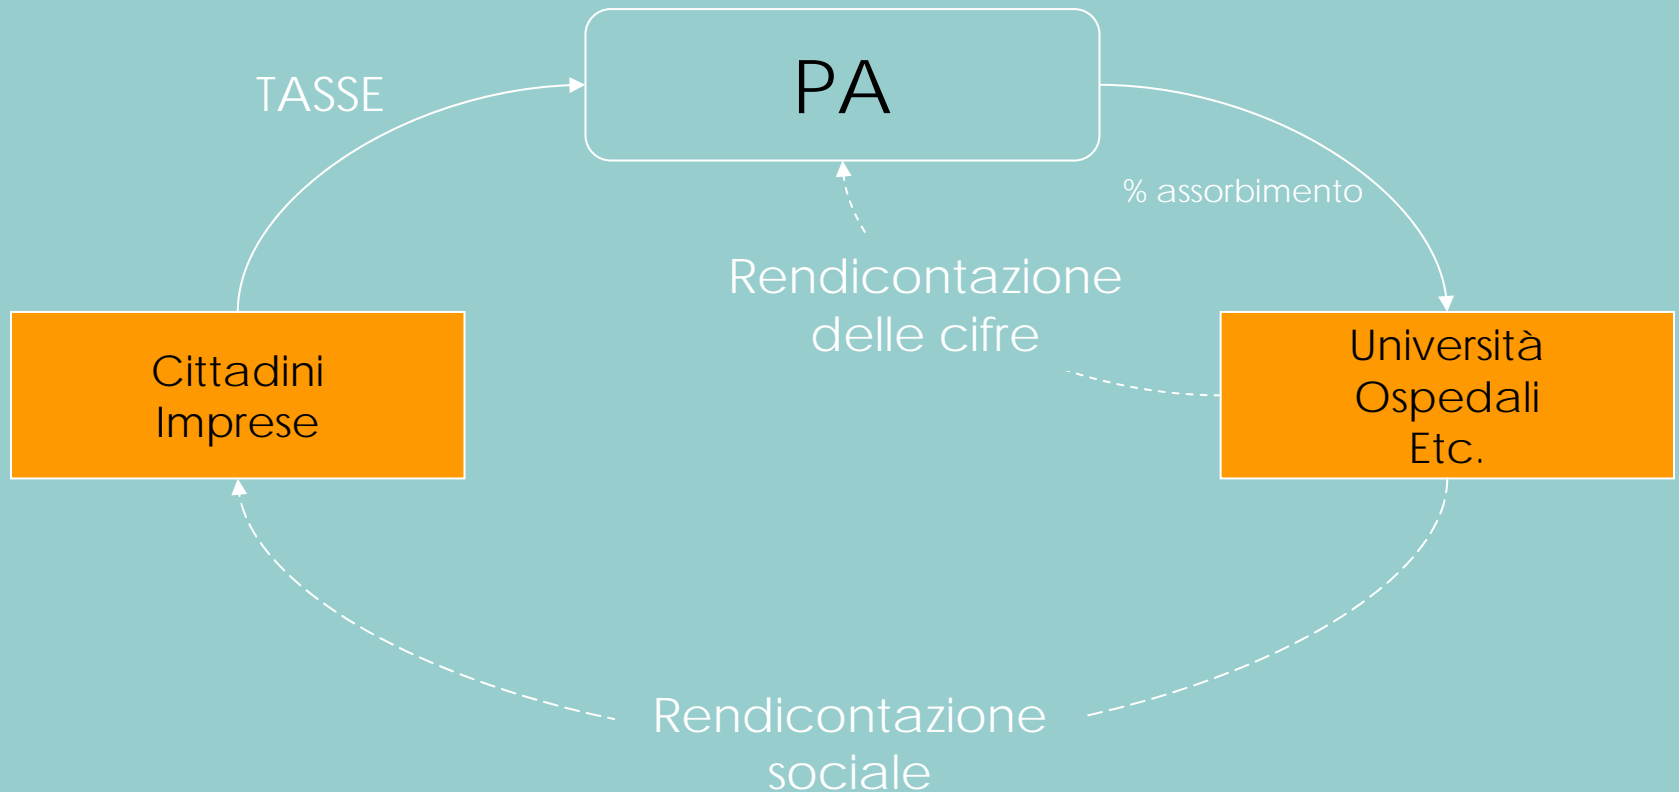 PA
TASSE
% assorbimento
Rendicontazione
delle cifre
Cittadini
Imprese
Università
Ospedali
Etc.
Rendicontazione
sociale